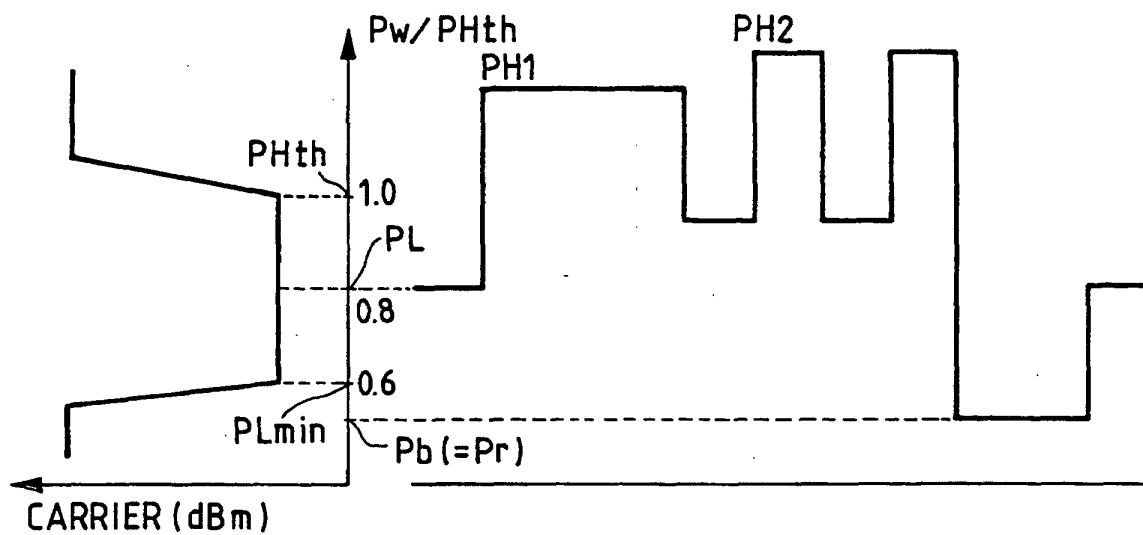 Pw/PHth
PH2
PH1
PHth
1.0
PL
0.8
0.6
PLmin
Pb(=Pr)
CARRIER (dBm)